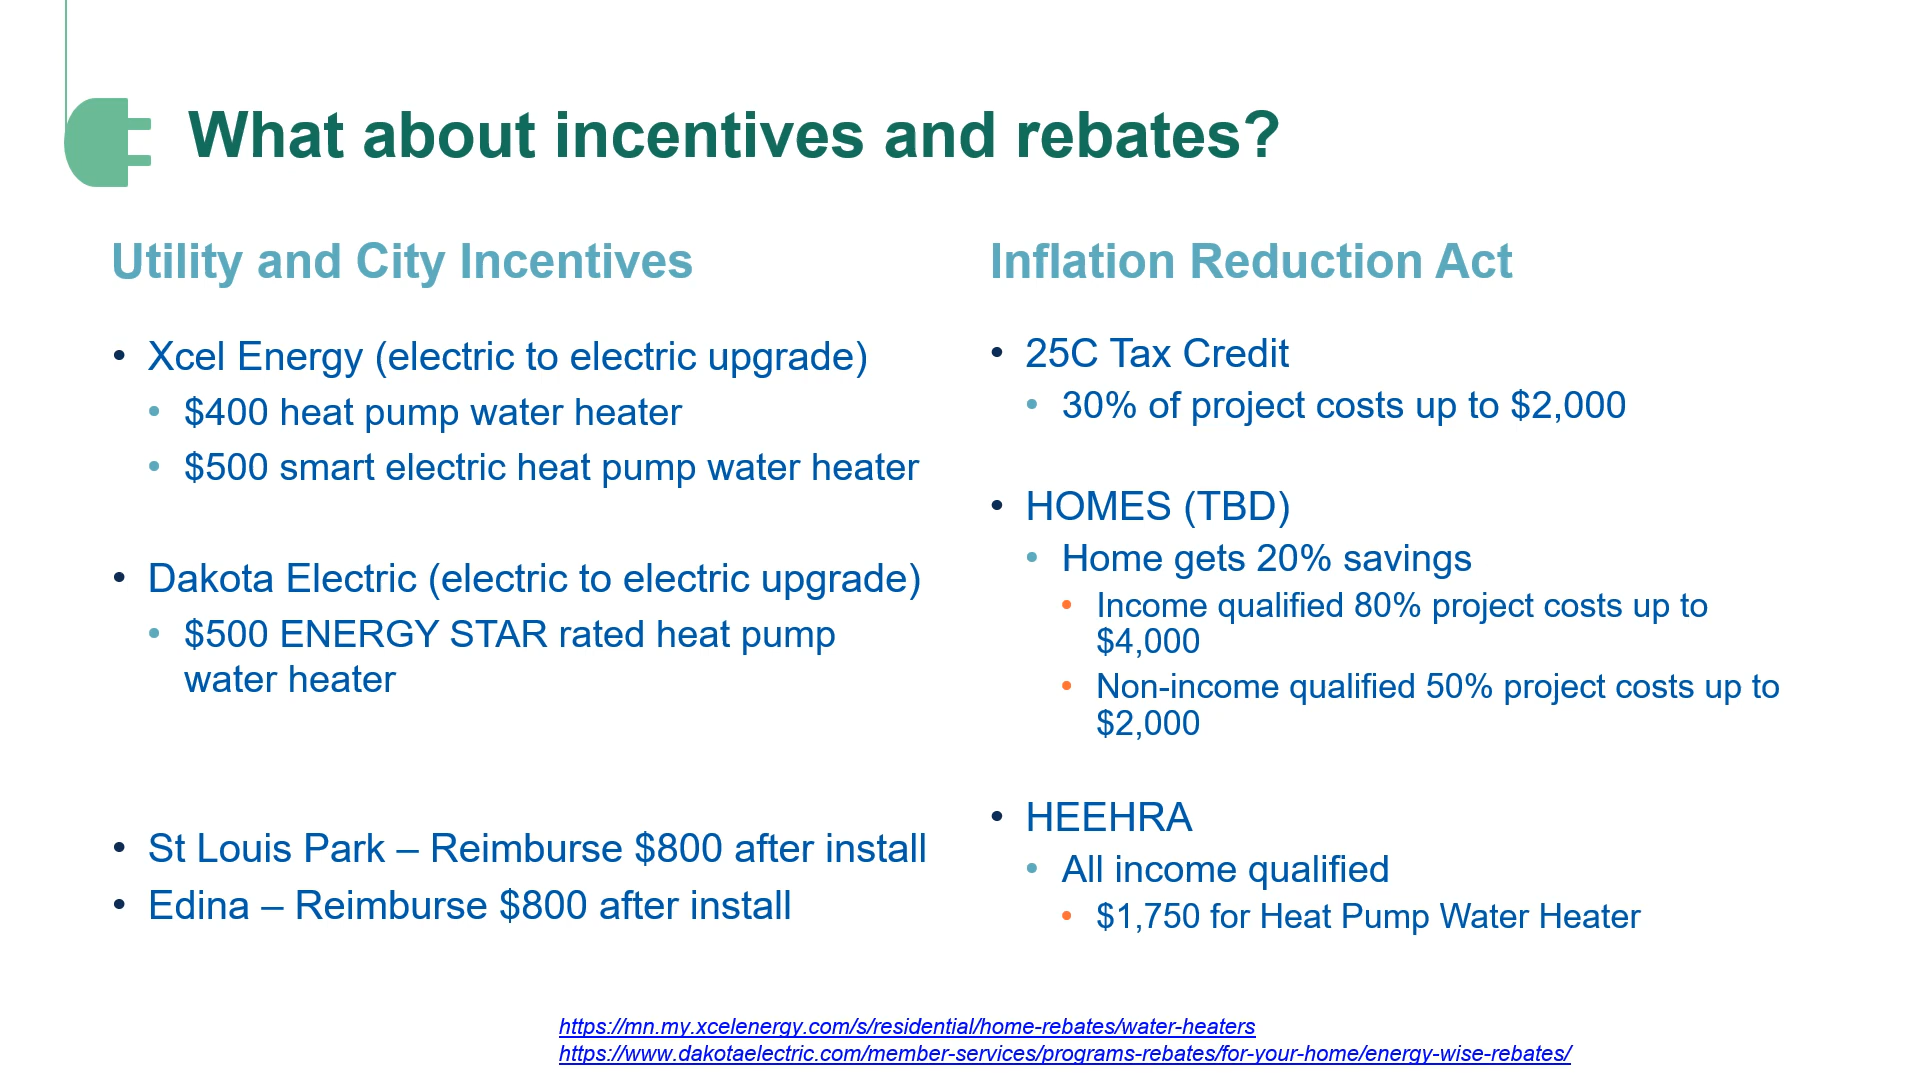 What about incentives and rebates?
Utility and City Incentives
• Xcel Energy (electric to electric upgrade)
• $400 heat pump water heater
• $500 smart electric heat pump water heater
• Dakota Electric (electric to electric upgrade)
• $500 ENERGY STAR rated heat pump
water heater
• St Louis Park – Reimburse $800 after install
• Edina – Reimburse $800 after install
Inflation Reduction Act
• 25C Tax Credit
• 30% of project costs up to $2,000
• HOMES (TBD)
• Home gets 20% savings
• Income qualified 80% project costs up to
$4,000
• Non-income qualified 50% project costs up to
$2,000
• HEEHRA
• All income qualified
• $1,750 for Heat Pump Water Heater
https://mn.my.xcelenergy.com/s/residential/home-rebates/water-heaters
https://www.dakotaelectric.com/member-services/programs-rebates/for-your-home/energy-wise-rebates/